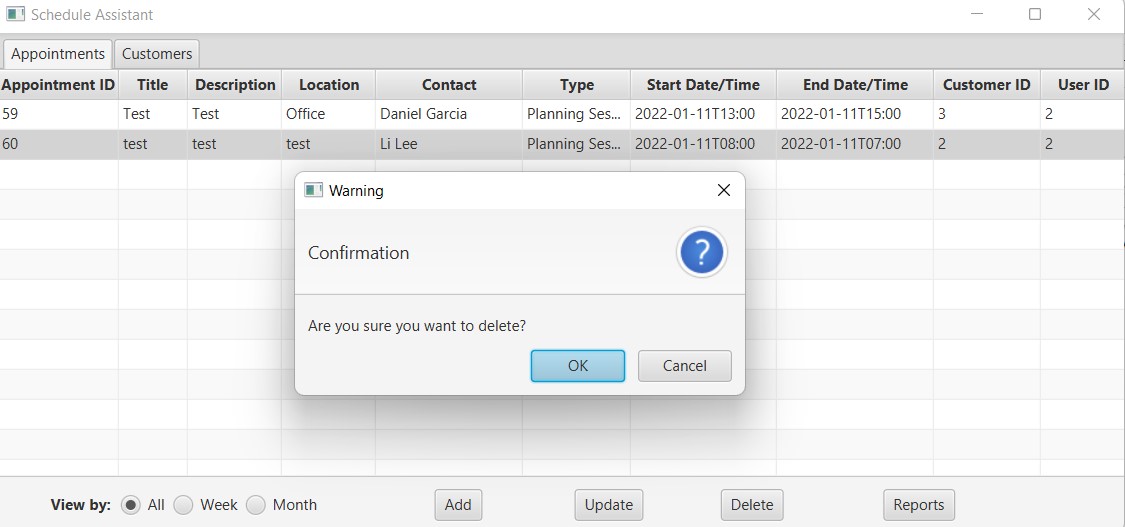 Schedule Assistant
Appointments Customers
Appointment ID Title Description Location Contact Type Start Date/Time End Date/Time Customer ID User ID
59 Test Test Office Daniel Garcia Planning Ses... 2022-01-11T13:00 2022-01-11T15:00 3 2
60 test test test Li Lee Planning Ses... 2022-01-11T08:00 2022-01-11T07:00 2 2
Warning
Confirmation ?
Are you sure you want to delete?
OK Cancel
View by: All Week Month Add Update Delete Reports